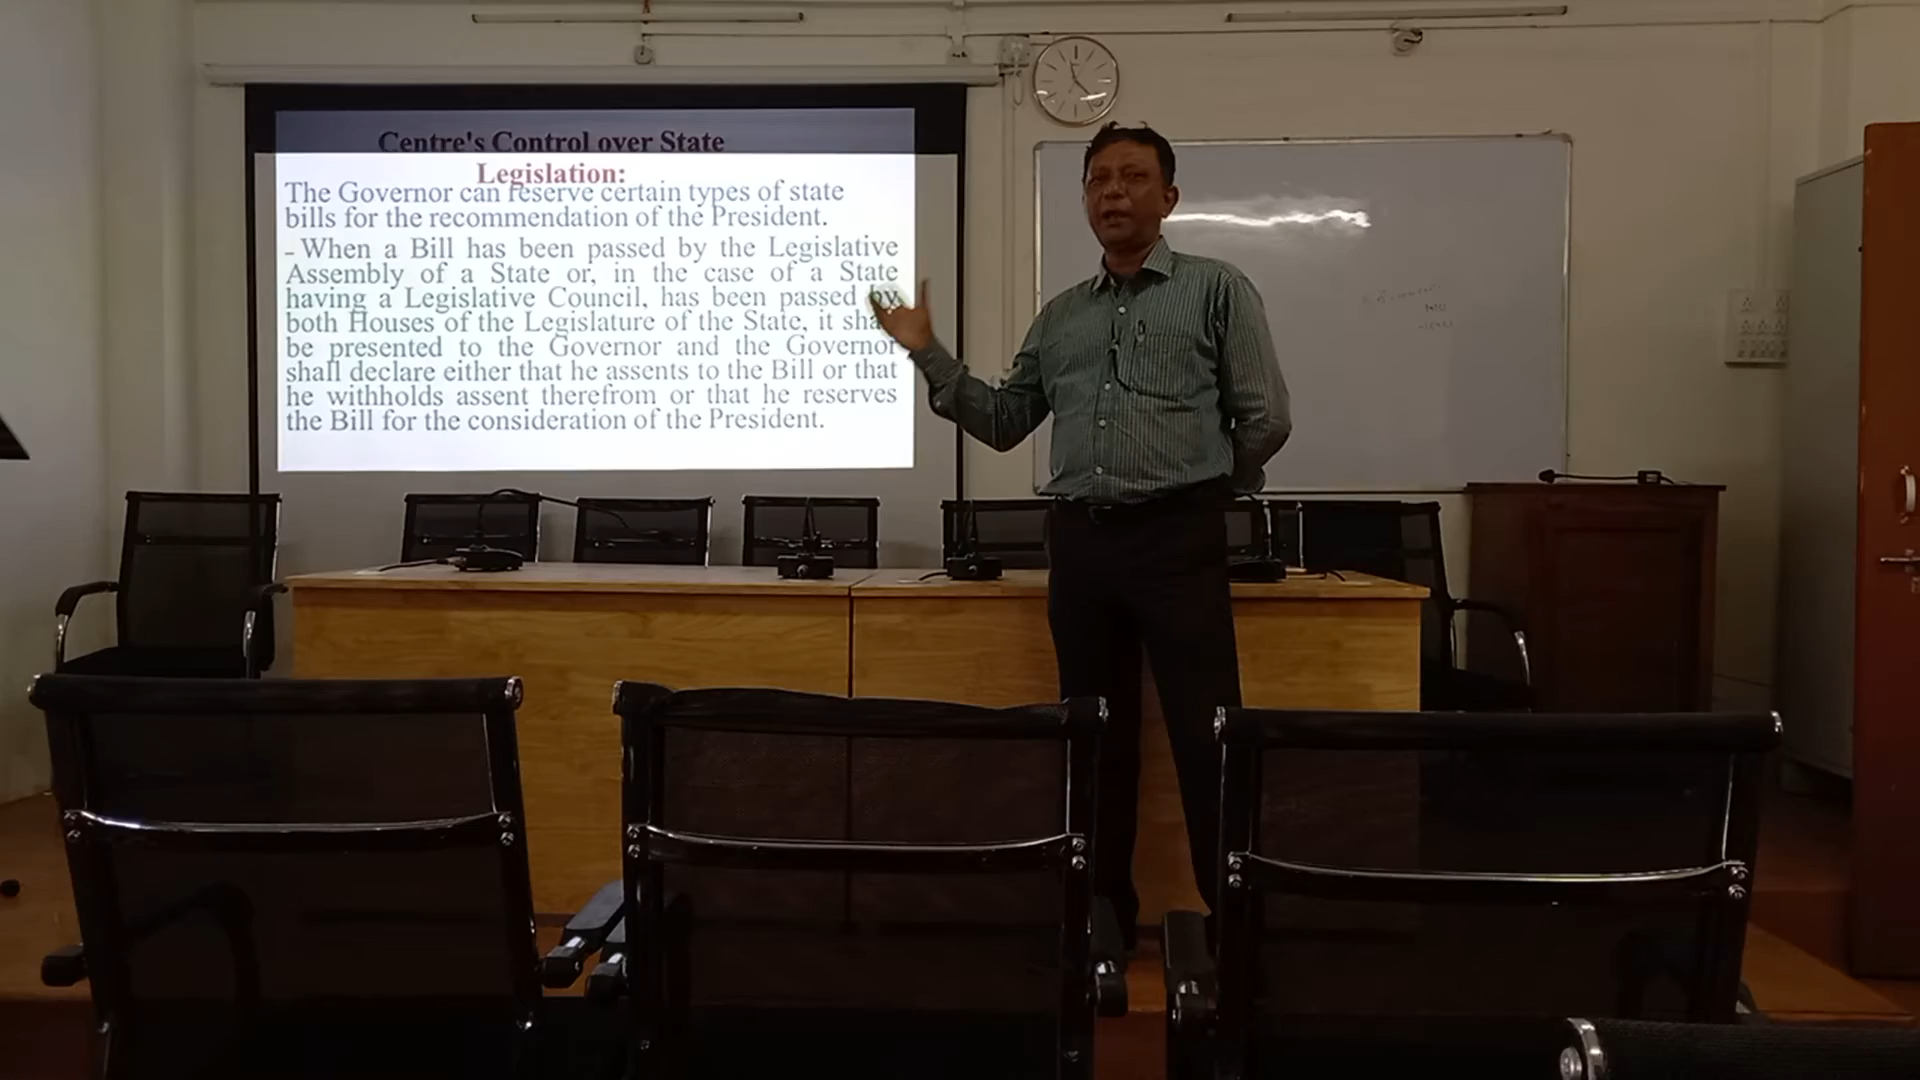 Centre's Control over State
Legislation:
The Governor can reserve certain types of state
bills for the recommendation of the President.
- When a Bill has been passed by the Legislative
Assembly of a State or, in the case of a State
having a Legislative Council, has been passed by
both Houses of the Legislature of the State, it
be presented to the Governor and the Governor
shall declare either that he assents to the Bill or that
he withholds assent therefrom or that he reserves
the Bill for the consideration of the President.